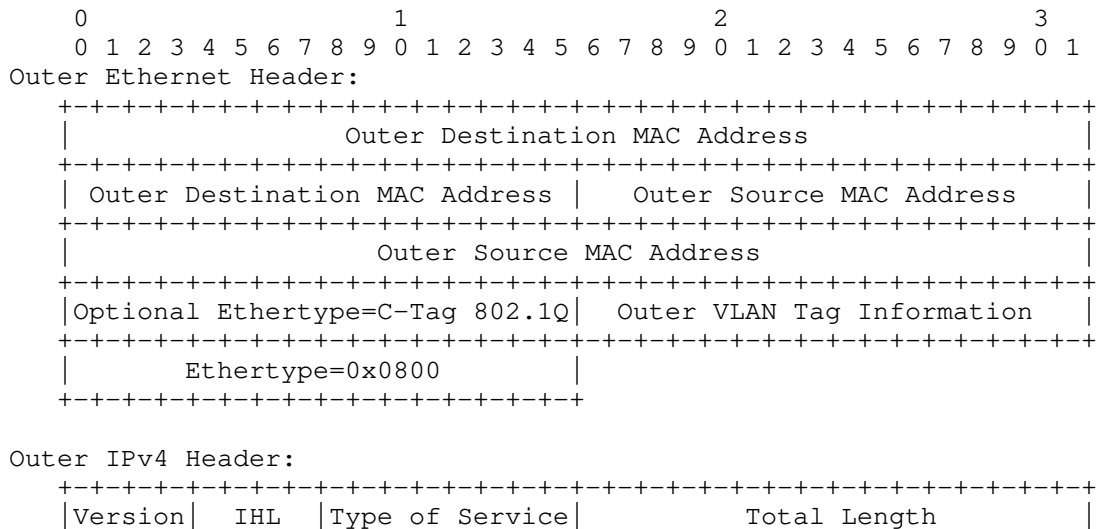 0                   1                   2                   3
    0 1 2 3 4 5 6 7 8 9 0 1 2 3 4 5 6 7 8 9 0 1 2 3 4 5 6 7 8 9 0 1
Outer Ethernet Header:
   +-+-+-+-+-+-+-+-+-+-+-+-+-+-+-+-+-+-+-+-+-+-+-+-+-+-+-+-+-+-+-+-+
   |                 Outer Destination MAC Address                 |
   +-+-+-+-+-+-+-+-+-+-+-+-+-+-+-+-+-+-+-+-+-+-+-+-+-+-+-+-+-+-+-+-+
   | Outer Destination MAC Address |   Outer Source MAC Address    |
   +-+-+-+-+-+-+-+-+-+-+-+-+-+-+-+-+-+-+-+-+-+-+-+-+-+-+-+-+-+-+-+-+
   |                   Outer Source MAC Address                    |
   +-+-+-+-+-+-+-+-+-+-+-+-+-+-+-+-+-+-+-+-+-+-+-+-+-+-+-+-+-+-+-+-+
   |Optional Ethertype=C-Tag 802.1Q|  Outer VLAN Tag Information   |
   +-+-+-+-+-+-+-+-+-+-+-+-+-+-+-+-+-+-+-+-+-+-+-+-+-+-+-+-+-+-+-+-+
   |       Ethertype=0x0800        |
   +-+-+-+-+-+-+-+-+-+-+-+-+-+-+-+-+

Outer IPv4 Header:
   +-+-+-+-+-+-+-+-+-+-+-+-+-+-+-+-+-+-+-+-+-+-+-+-+-+-+-+-+-+-+-+-+
   |Version|  IHL  |Type of Service|          Total Length         |